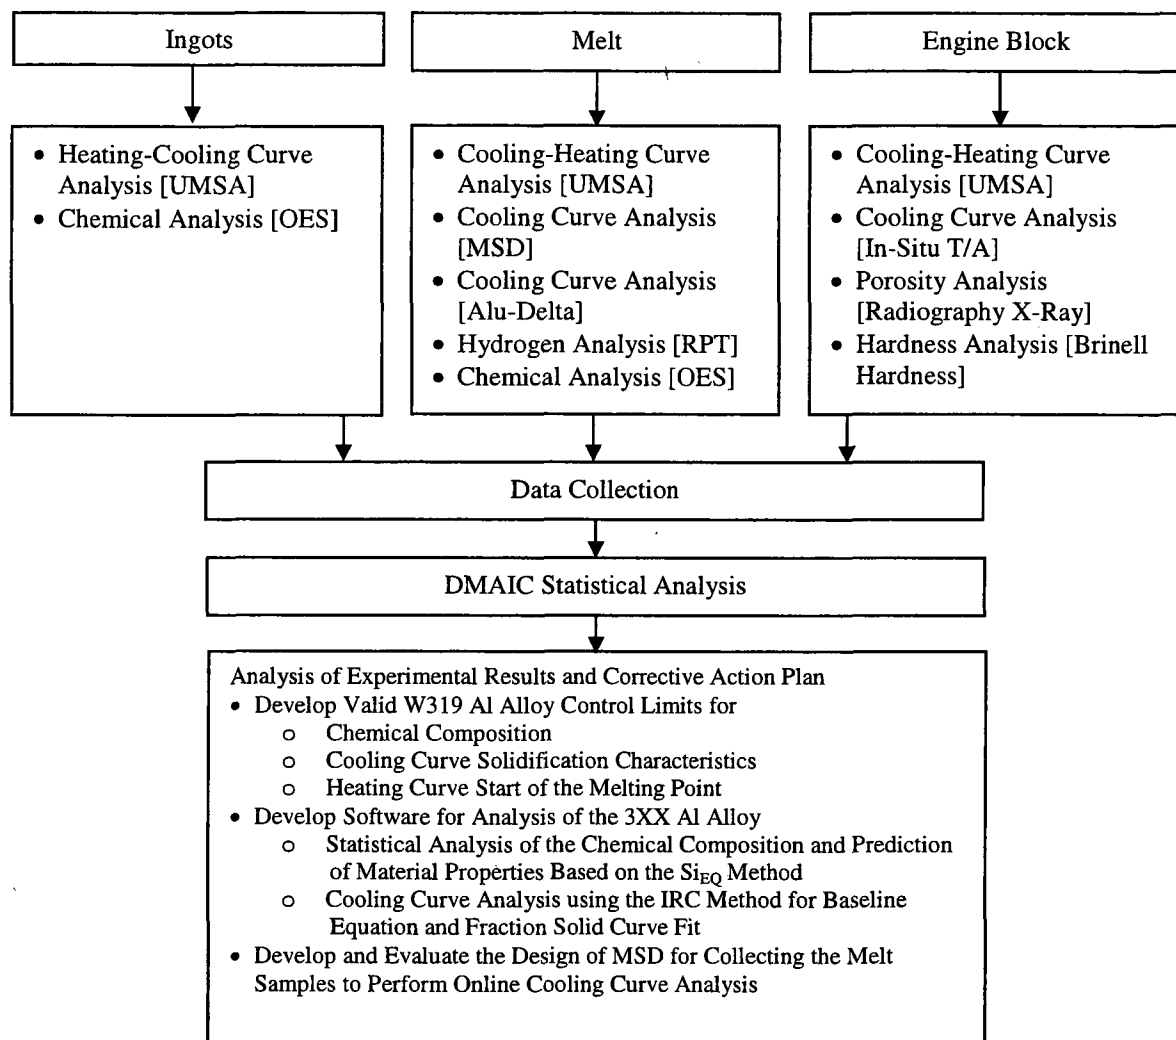 Ingots
Melt
Engine Block
• Heating-Cooling Curve
Analysis [UMSA]
• Chemical Analysis [OES]
• Cooling-Heating Curve
Analysis [UMSA]
• Cooling Curve Analysis
[MSD]
• Cooling Curve Analysis
[Alu-Delta]
• Hydrogen Analysis [RPT]
• Chemical Analysis [OES]
• Cooling-Heating Curve
Analysis [UMSA]
• Cooling Curve Analysis
[In-Situ T/A]
• Porosity Analysis
[Radiography X-Ray]
• Hardness Analysis [Brinell
Hardness]
Data Collection
DMAIC Statistical Analysis
Analysis of Experimental Results and Corrective Action Plan
• Develop Valid W319 Al Alloy Control Limits for
o Chemical Composition
o Cooling Curve Solidification Characteristics
o Heating Curve Start of the Melting Point
• Develop Software for Analysis of the 3XX Al Alloy
o Statistical Analysis of the Chemical Composition and Prediction
of Material Properties Based on the SiEQ Method
o Cooling Curve Analysis using the IRC Method for Baseline
Equation and Fraction Solid Curve Fit
• Develop and Evaluate the Design of MSD for Collecting the Melt
Samples to Perform Online Cooling Curve Analysis